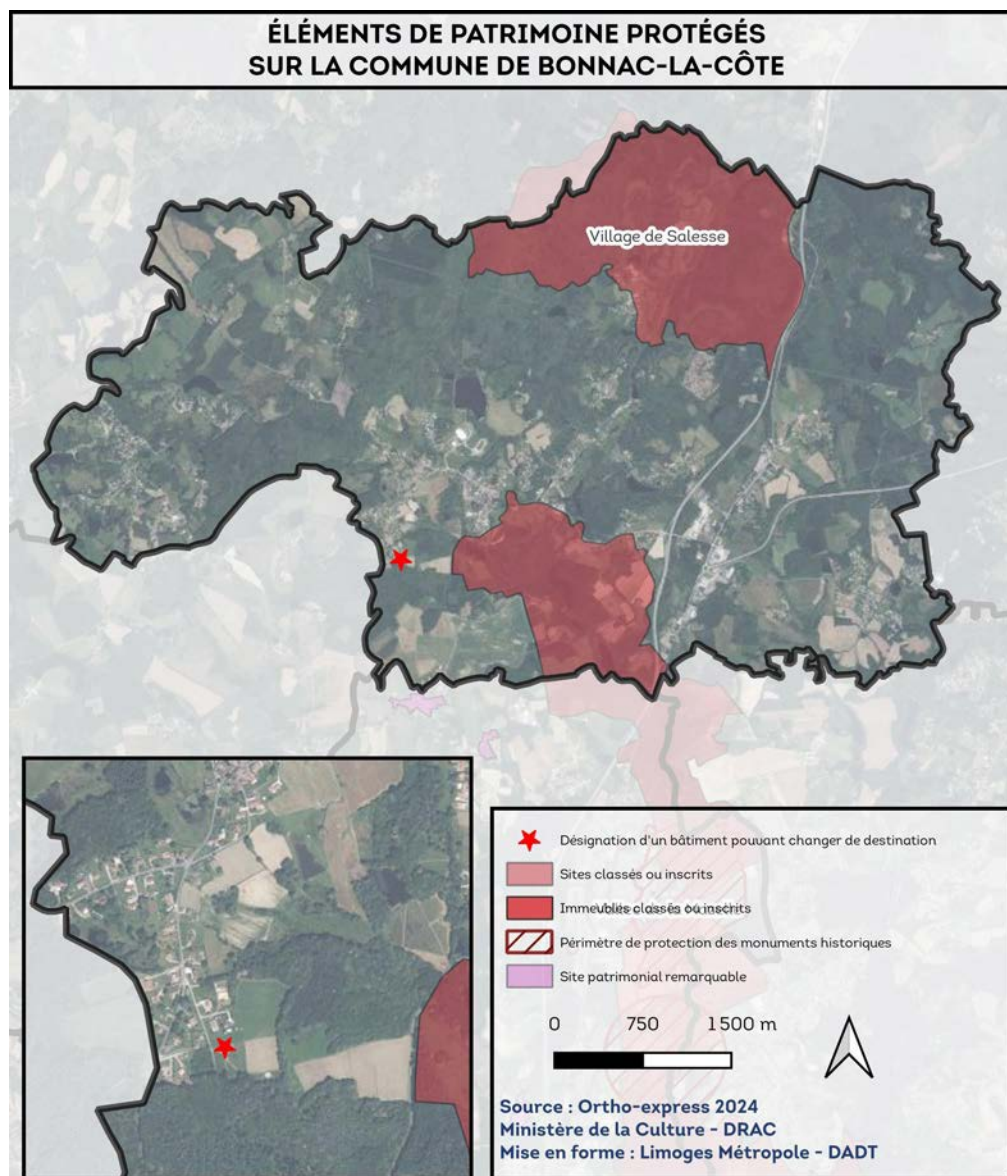 ÉLÉMENTS DE PATRIMOINE PROTÉGÉS
SUR LA COMMUNE DE BONNAC-LA-CÔTE
Village de Salesse
Désignation d'un bâtiment pouvant changer de destination
Sites classés ou inscrits
Immeubles classés ou inscrits
Périmètre de protection des monuments historiques
Site patrimonial remarquable
0 750 1 500 m
Source : Ortho-express 2024
Ministère de la Culture - DRAC
Mise en forme : Limoges Métropole - DADT